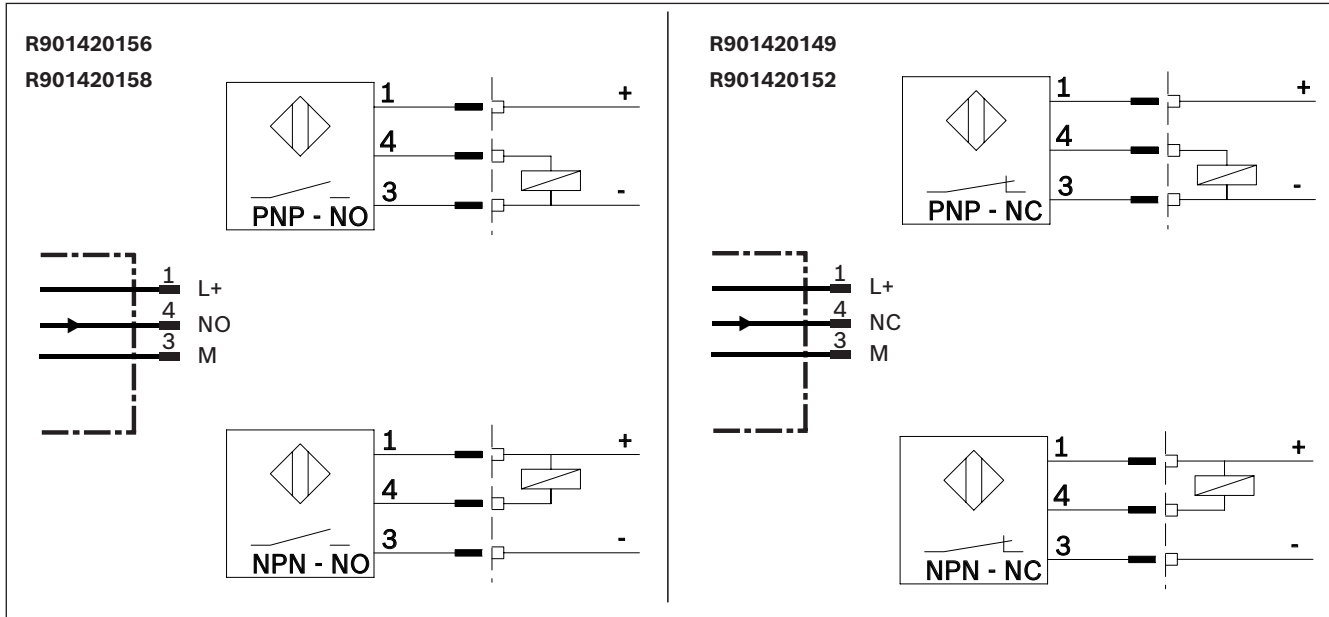 R901420156
R901420158
1
+
4
3
-
PNP - NO
1
L+
4
NO
3
M
1
+
4
3
-
NPN - NO
R901420149
R901420152
1
+
4
3
-
PNP - NC
1
L+
4
NC
3
M
1
+
4
3
-
NPN - NC